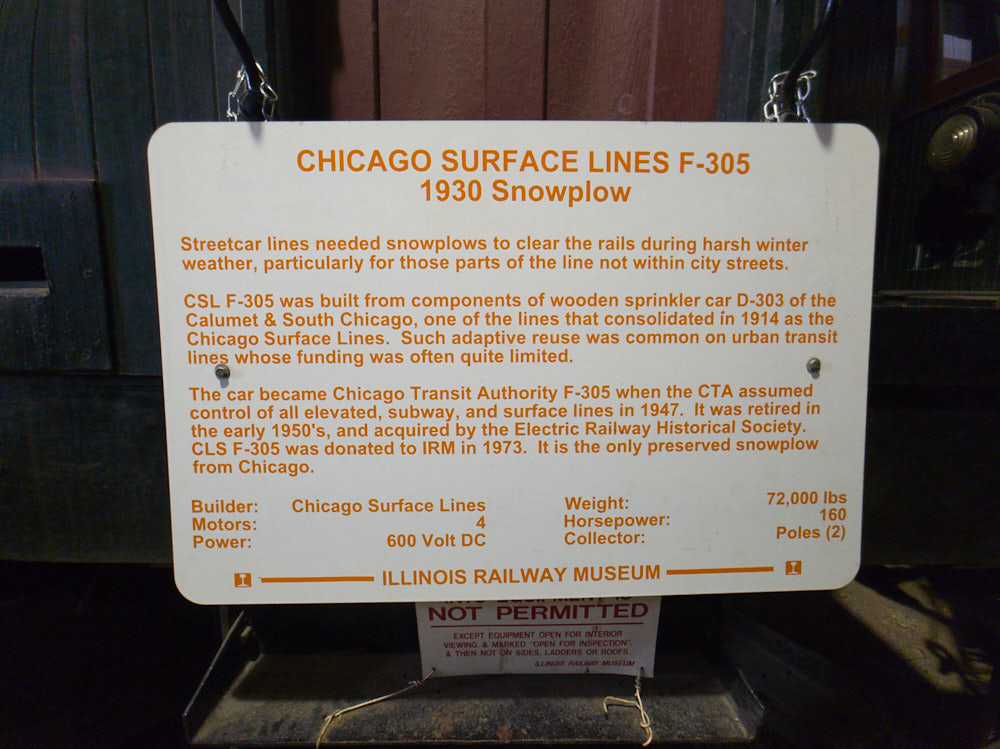 CHICAGO SURFACE LINES F-305
1930 Snowplow
Streetcar lines needed snowplows to clear the rails during harsh winter
weather, particularly for those parts of the line not within city streets.
CSL F-305 was built from components of wooden sprinkler car D-303 of the
Calumet & South Chicago, one of the lines that consolidated in 1914 as the
Chicago Surface Lines. Such adaptive reuse was common on urban transit
lines whose funding was often quite limited.
The car became Chicago Transit Authority F-305 when the CTA assumed
control of all elevated, subway, and surface lines in 1947. It was retired in
the early 1950's, and acquired by the Electric Railway Historical Society.
CLS F-305 was donated to IRM in 1973. It is the only preserved snowplow
from Chicago.
Builder: Chicago Surface Lines Weight: 72,000 lbs
Motors: 4 Horsepower: 160
Power: 600 Volt DC Collector: Poles (2)
I ILLINOIS RAILWAY MUSEUM I
NOT PERMITTED
EXCEPT EQUIPMENT OPEN FOR INTERIOR
VIEWING & MARKED "OPEN FOR INSPECTION".
& THEN NOT ON SIDES, LADDERS OR ROOFS.
ILLINOIS RAILWAY MUSEUM